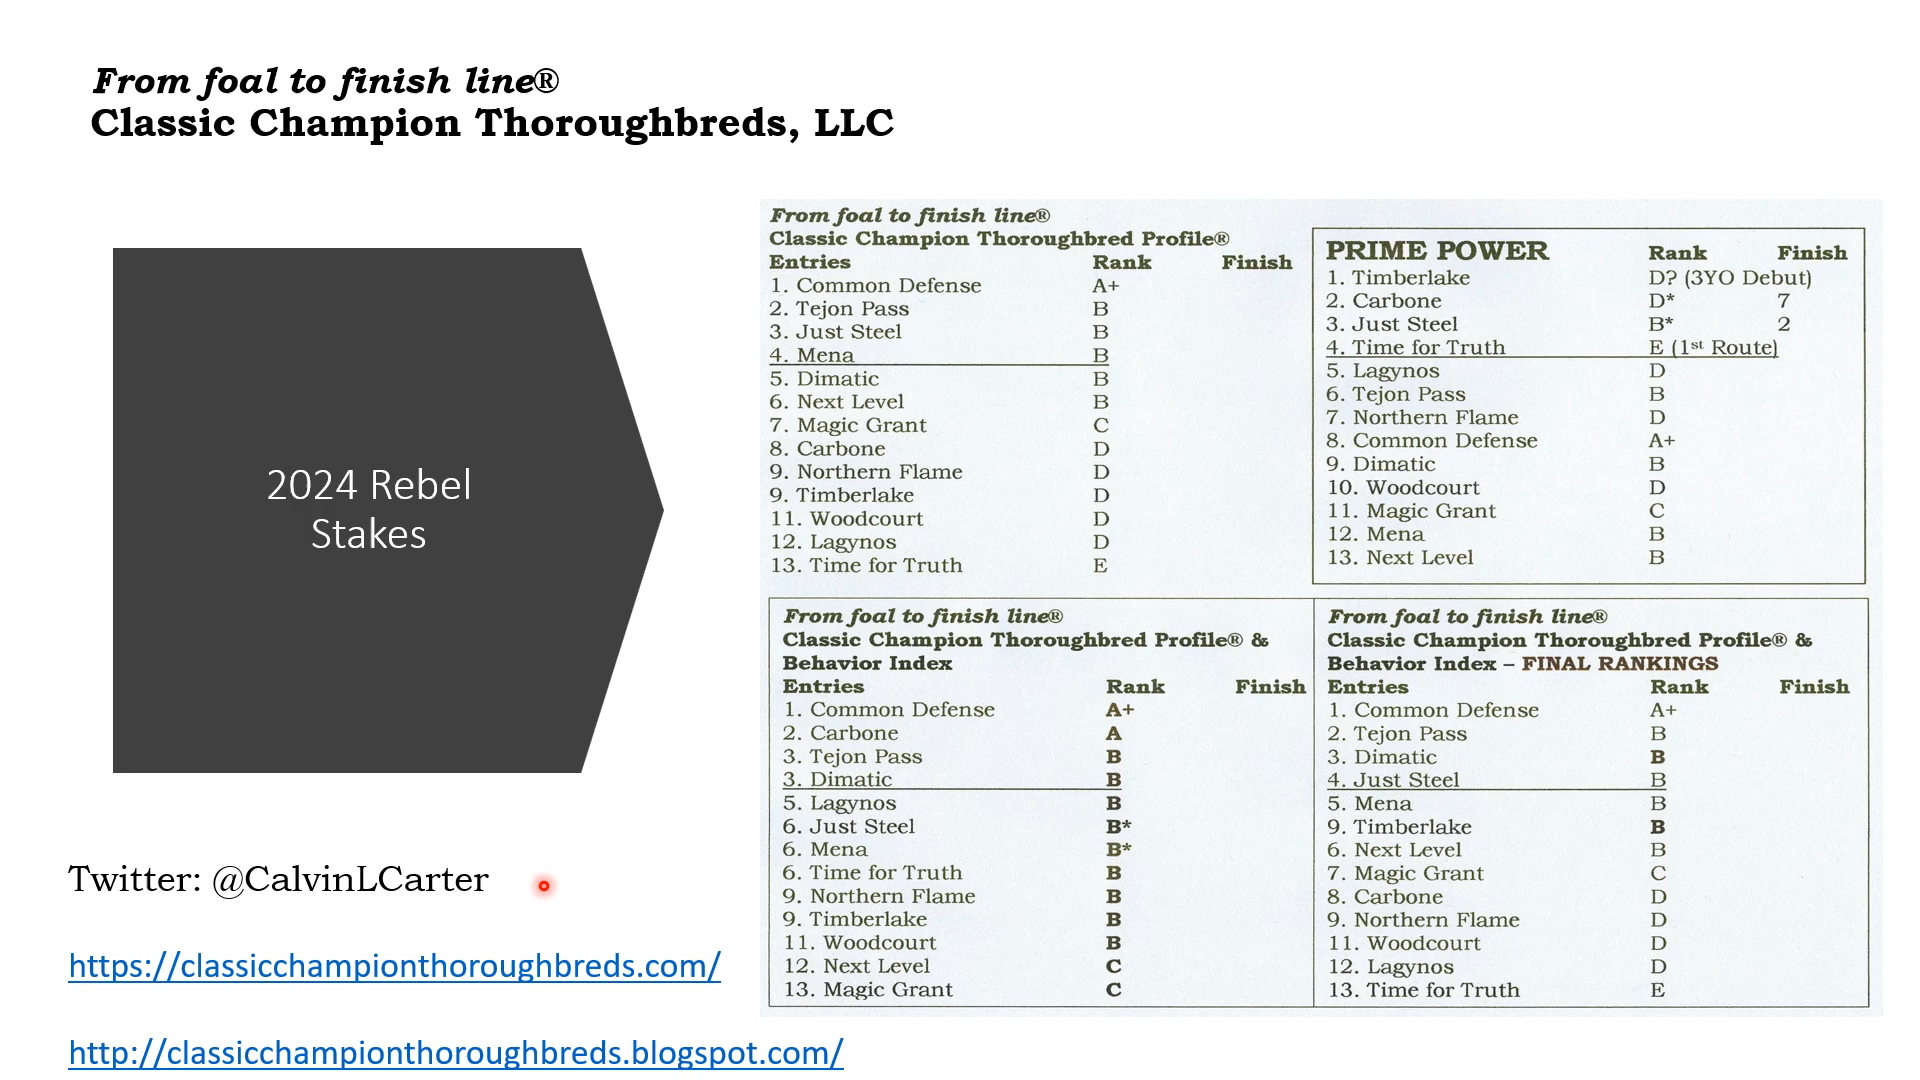 From foal to finish line®
Classic Champion Thoroughbreds, LLC
2024 Rebel
Stakes
Twitter: @CalvinLCarter
https://classicchampionthoroughbreds.com/
http://classicchampionthoroughbreds.blogspot.com/
From foal to finish line®
Classic Champion Thoroughbred Profile®
Entries Rank Finish
1. Common Defense A+
2. Tejon Pass B
3. Just Steel B
4. Mena B
5. Dimatic B
6. Next Level B
7. Magic Grant C
8. Carbone D
9. Northern Flame D
9. Timberlake D
11. Woodcourt D
12. Lagynos D
13. Time for Truth E
PRIME POWER Rank Finish
1. Timberlake D? (3YO Debut)
2. Carbone D* 7
3. Just Steel B* 2
4. Time for Truth E (1st Route)
5. Lagynos D
6. Tejon Pass B
7. Northern Flame D
8. Common Defense A+
9. Dimatic B
10. Woodcourt D
11. Magic Grant C
12. Mena B
13. Next Level B
From foal to finish line®
Classic Champion Thoroughbred Profile® &
Behavior Index
Entries Rank Finish
1. Common Defense A+
2. Carbone A
3. Tejon Pass B
3. Dimatic B
5. Lagynos B
6. Just Steel B*
6. Mena B*
6. Time for Truth B
9. Northern Flame B
9. Timberlake B
11. Woodcourt B
12. Next Level C
13. Magic Grant C
From foal to finish line®
Classic Champion Thoroughbred Profile® &
Behavior Index – FINAL RANKINGS
Entries Rank Finish
1. Common Defense A+
2. Tejon Pass B
3. Dimatic B
4. Just Steel B
5. Mena B
9. Timberlake B
6. Next Level B
7. Magic Grant C
8. Carbone D
9. Northern Flame D
11. Woodcourt D
12. Lagynos D
13. Time for Truth E